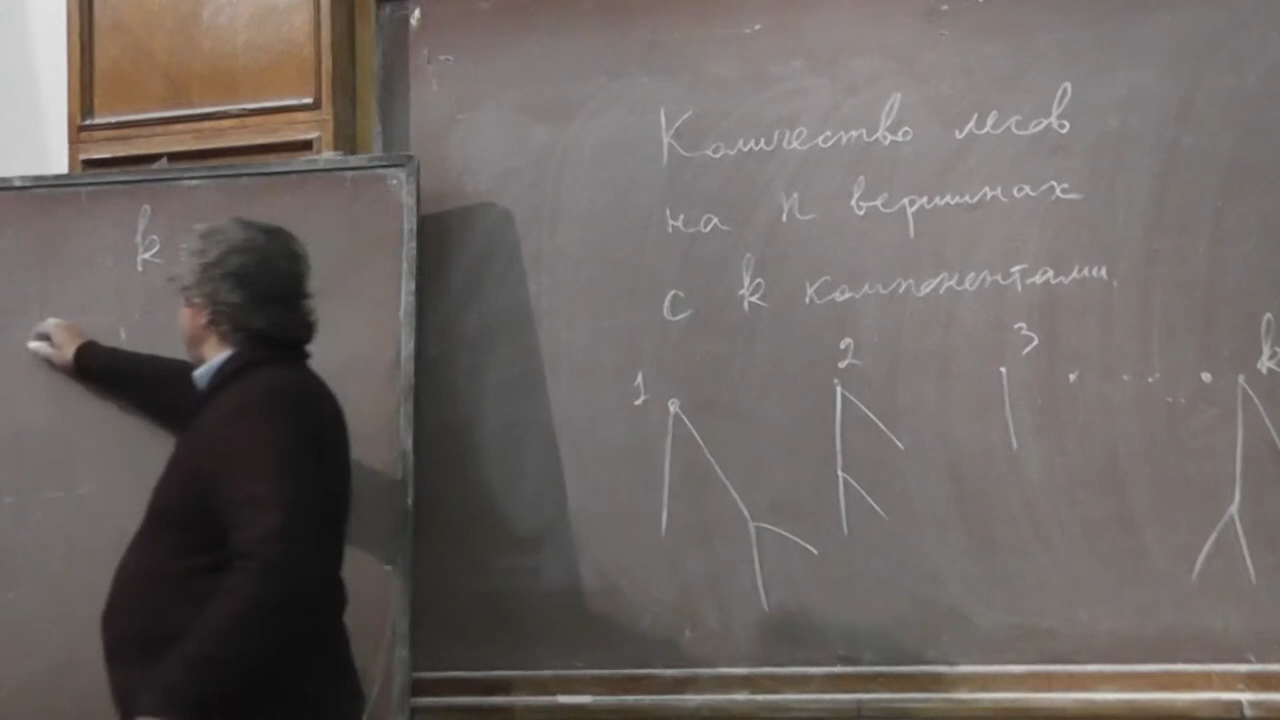 k
Количество лесов
на n вершинах
с k компонентами.
1 2 3 k